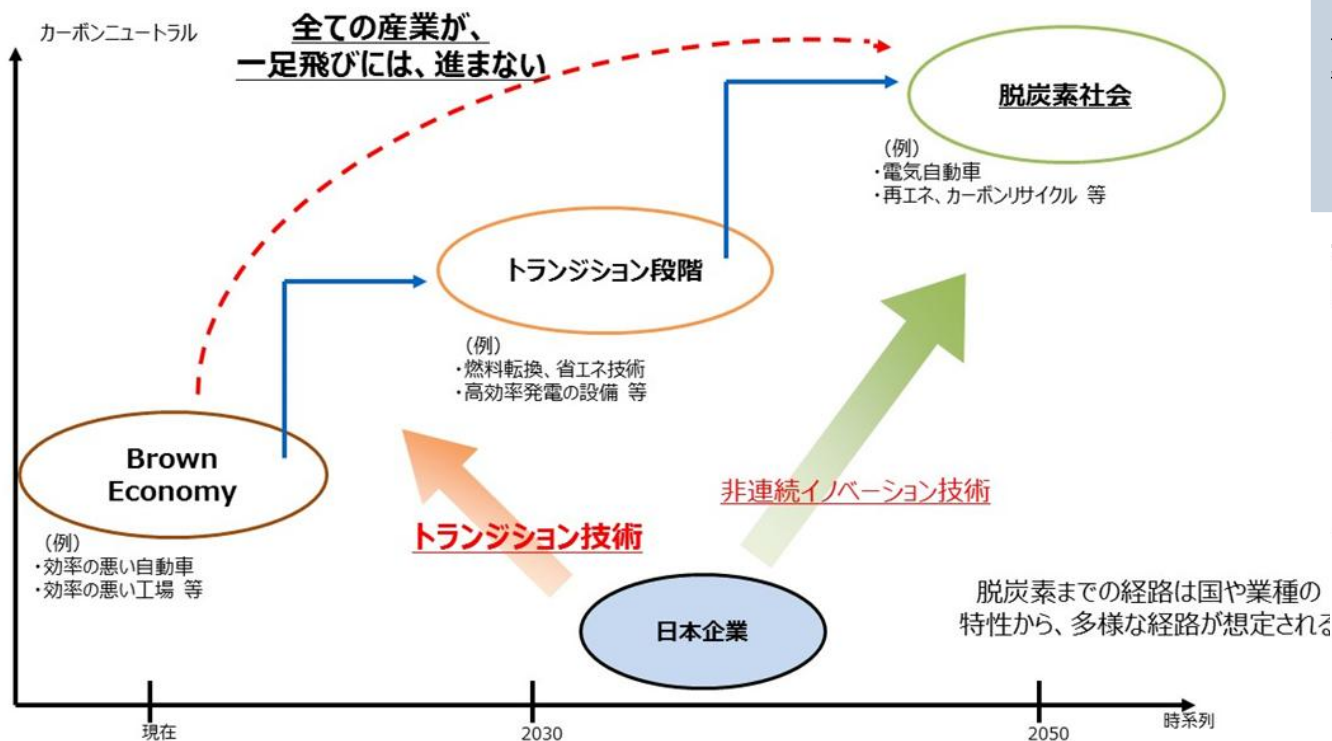 カーボンニュートラル
全ての産業が、
一足飛びには、進まない
脱炭素社会
(例)
・電気自動車
・再エネ、カーボンリサイクル 等
トランジション段階
(例)
・燃料転換、省エネ技術
・高効率発電の設備 等
Brown
Economy
(例)
・効率の悪い自動車
・効率の悪い工場 等
トランジション技術
非連続イノベーション技術
日本企業
脱炭素までの経路は国や業種の
特性から、多様な経路が想定される
現在
2030
2050
時系列